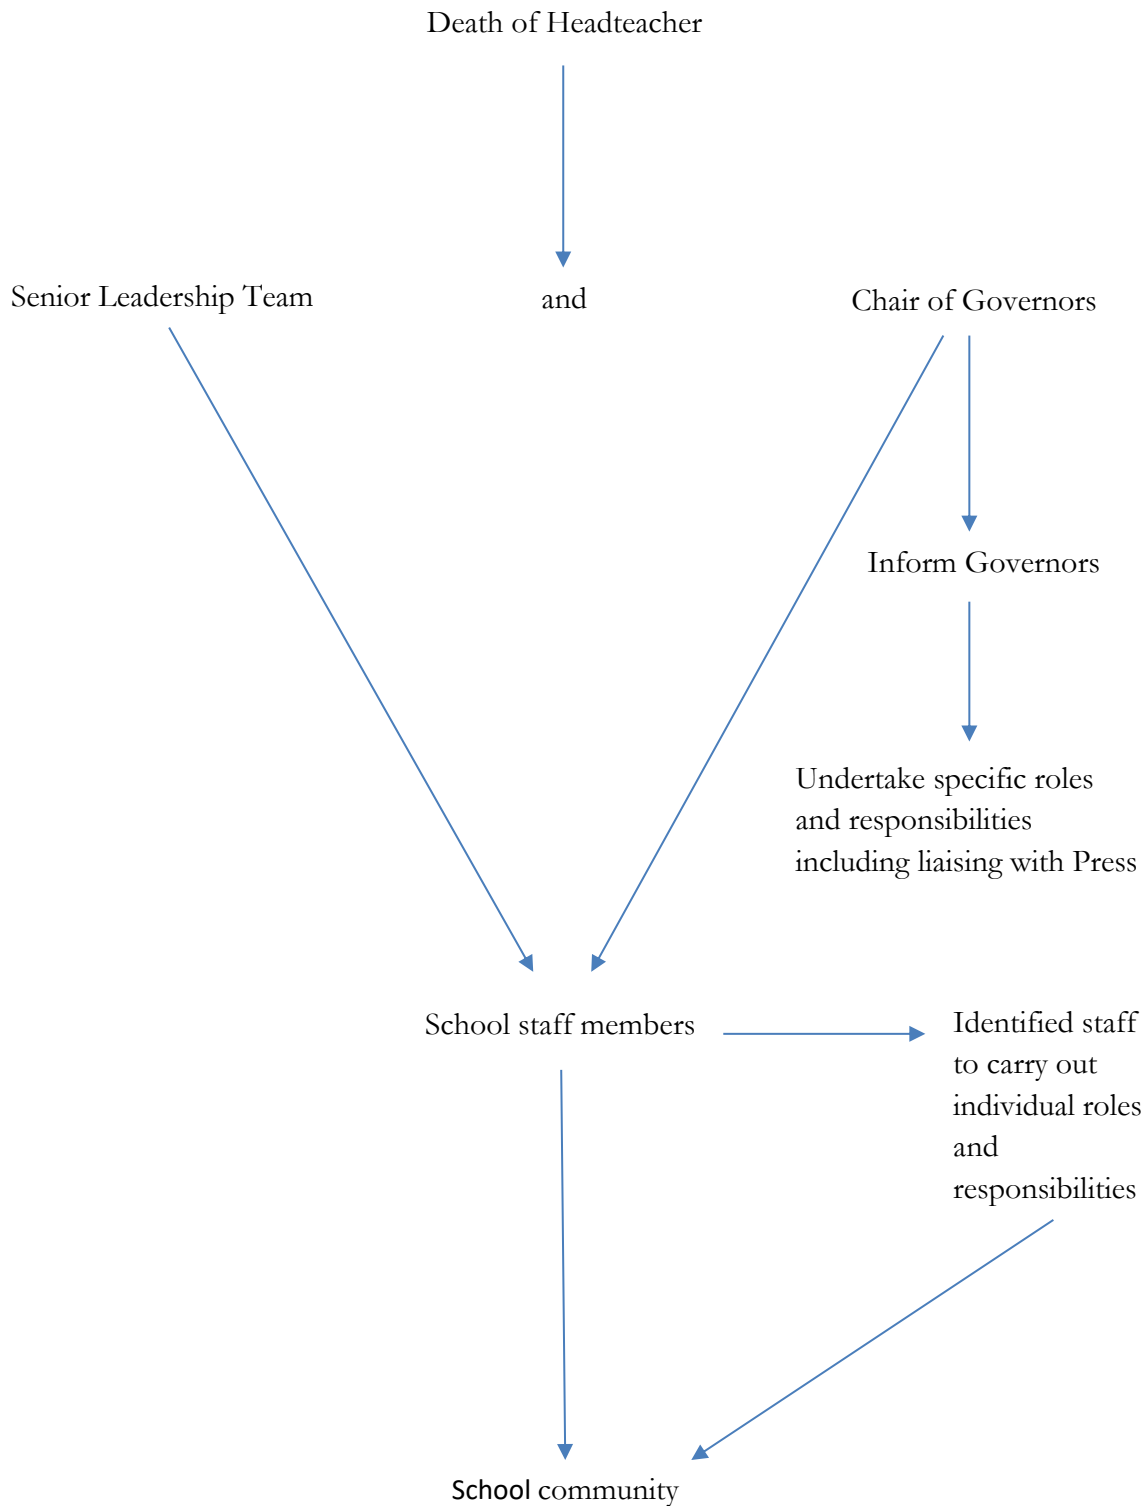 Death of Headteacher
Senior Leadership Team
and
Chair of Governors
Inform Governors
Undertake specific roles
and responsibilities
including liaising with Press
School staff members
Identified staff
to carry out
individual roles
and
responsibilities
School community